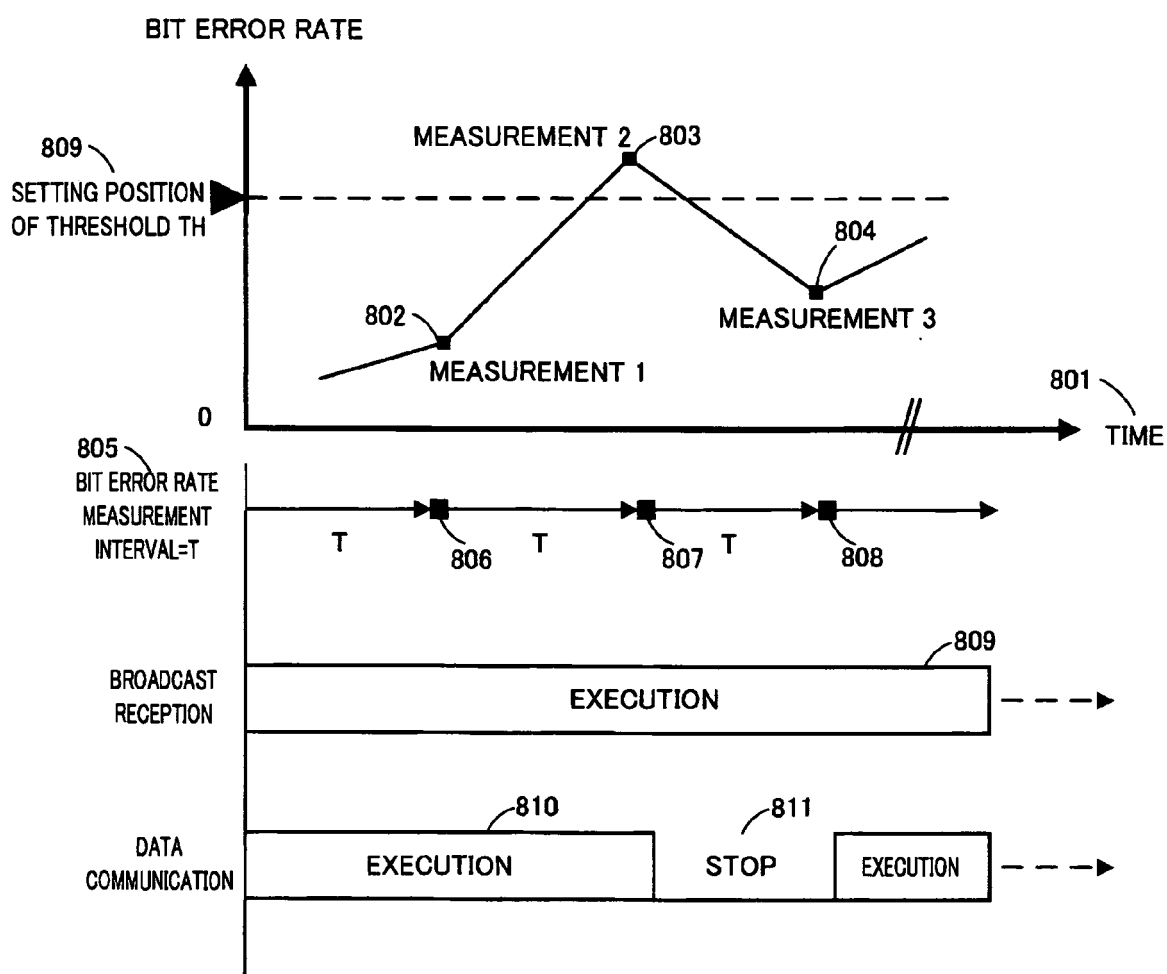 BIT ERROR RATE
809
SETTING POSITION
OF THRESHOLD TH
MEASUREMENT 2
803
804
802
MEASUREMENT 3
MEASUREMENT 1
801
0
TIME
805
BIT ERROR RATE
MEASUREMENT
INTERVAL=T
T
806
T
807
T
808
809
BROADCAST
RECEPTION
EXECUTION
810
811
DATA
COMMUNICATION
EXECUTION
STOP
EXECUTION